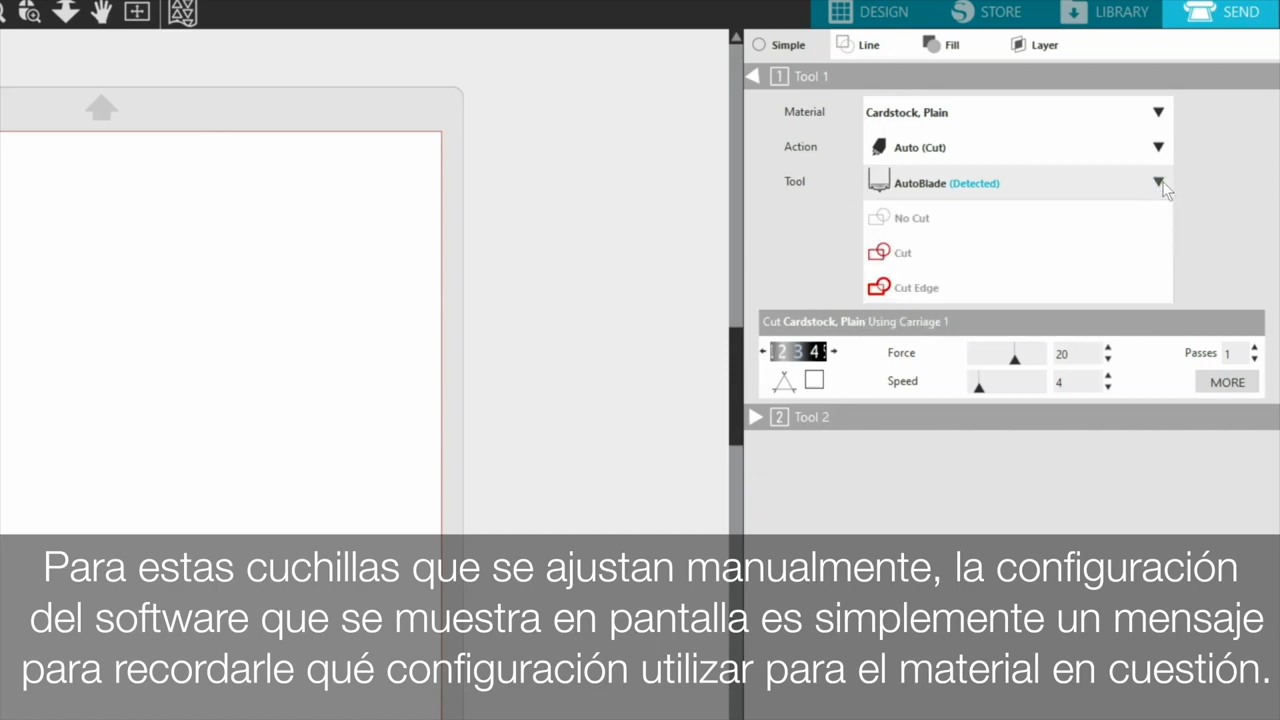 DESIGN
STORE
LIBRARY
SEND
Simple
Line
Fill
Layer
1 Tool 1
Material
Cardstock, Plain
Action
Auto (Cut)
Tool
AutoBlade (Detected)
No Cut
Cut
Cut Edge
Cut Cardstock, Plain Using Carriage 1
2 3 4
Force
20
Passes
1
Speed
4
MORE
2 Tool 2
Para estas cuchillas que se ajustan manualmente, la configuración
del software que se muestra en pantalla es simplemente un mensaje
para recordarle qué configuración utilizar para el material en cuestión.